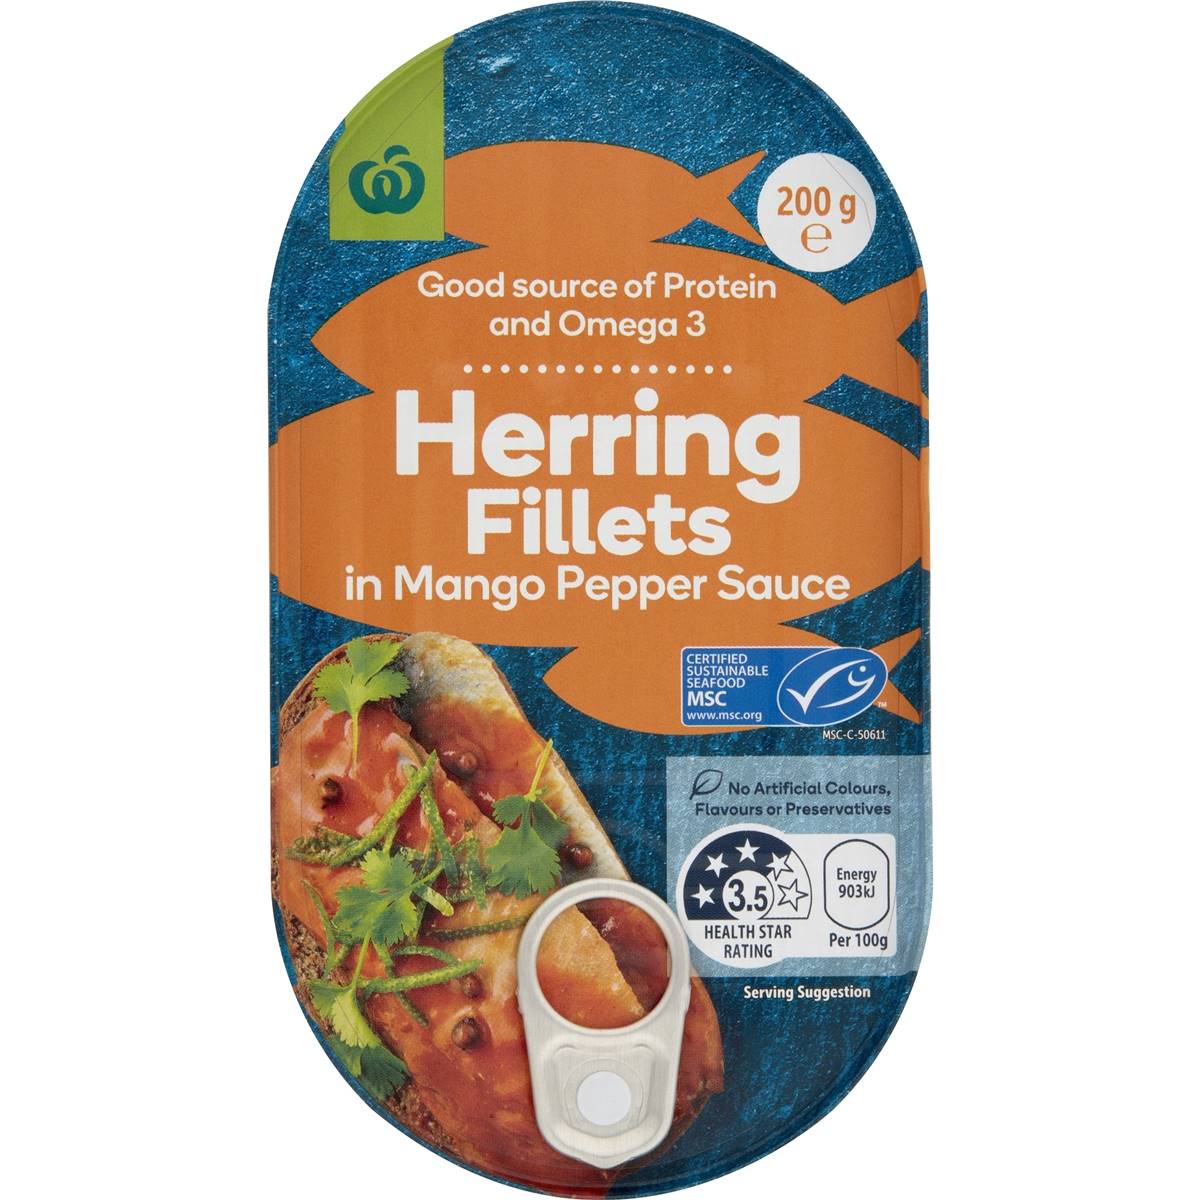 200 g
℮
Good source of Protein
and Omega 3
Herring
Fillets
in Mango Pepper Sauce
CERTIFIED
SUSTAINABLE
SEAFOOD
MSC
www.msc.org
TM
MSC-C-50611
No Artificial Colours,
Flavours or Preservatives
3.5
HEALTH STAR
RATING
Energy
903kJ
Per 100g
Serving Suggestion